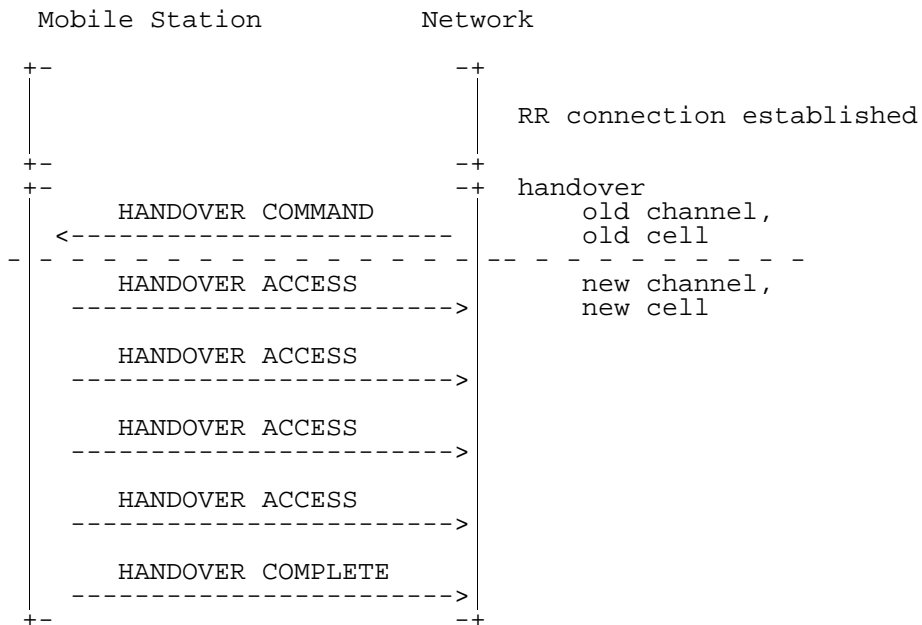 Mobile Station Network
RR connection established
handover
HANDOVER COMMAND old channel,
old cell
HANDOVER ACCESS new channel,
new cell
HANDOVER ACCESS
HANDOVER ACCESS
HANDOVER ACCESS
HANDOVER COMPLETE